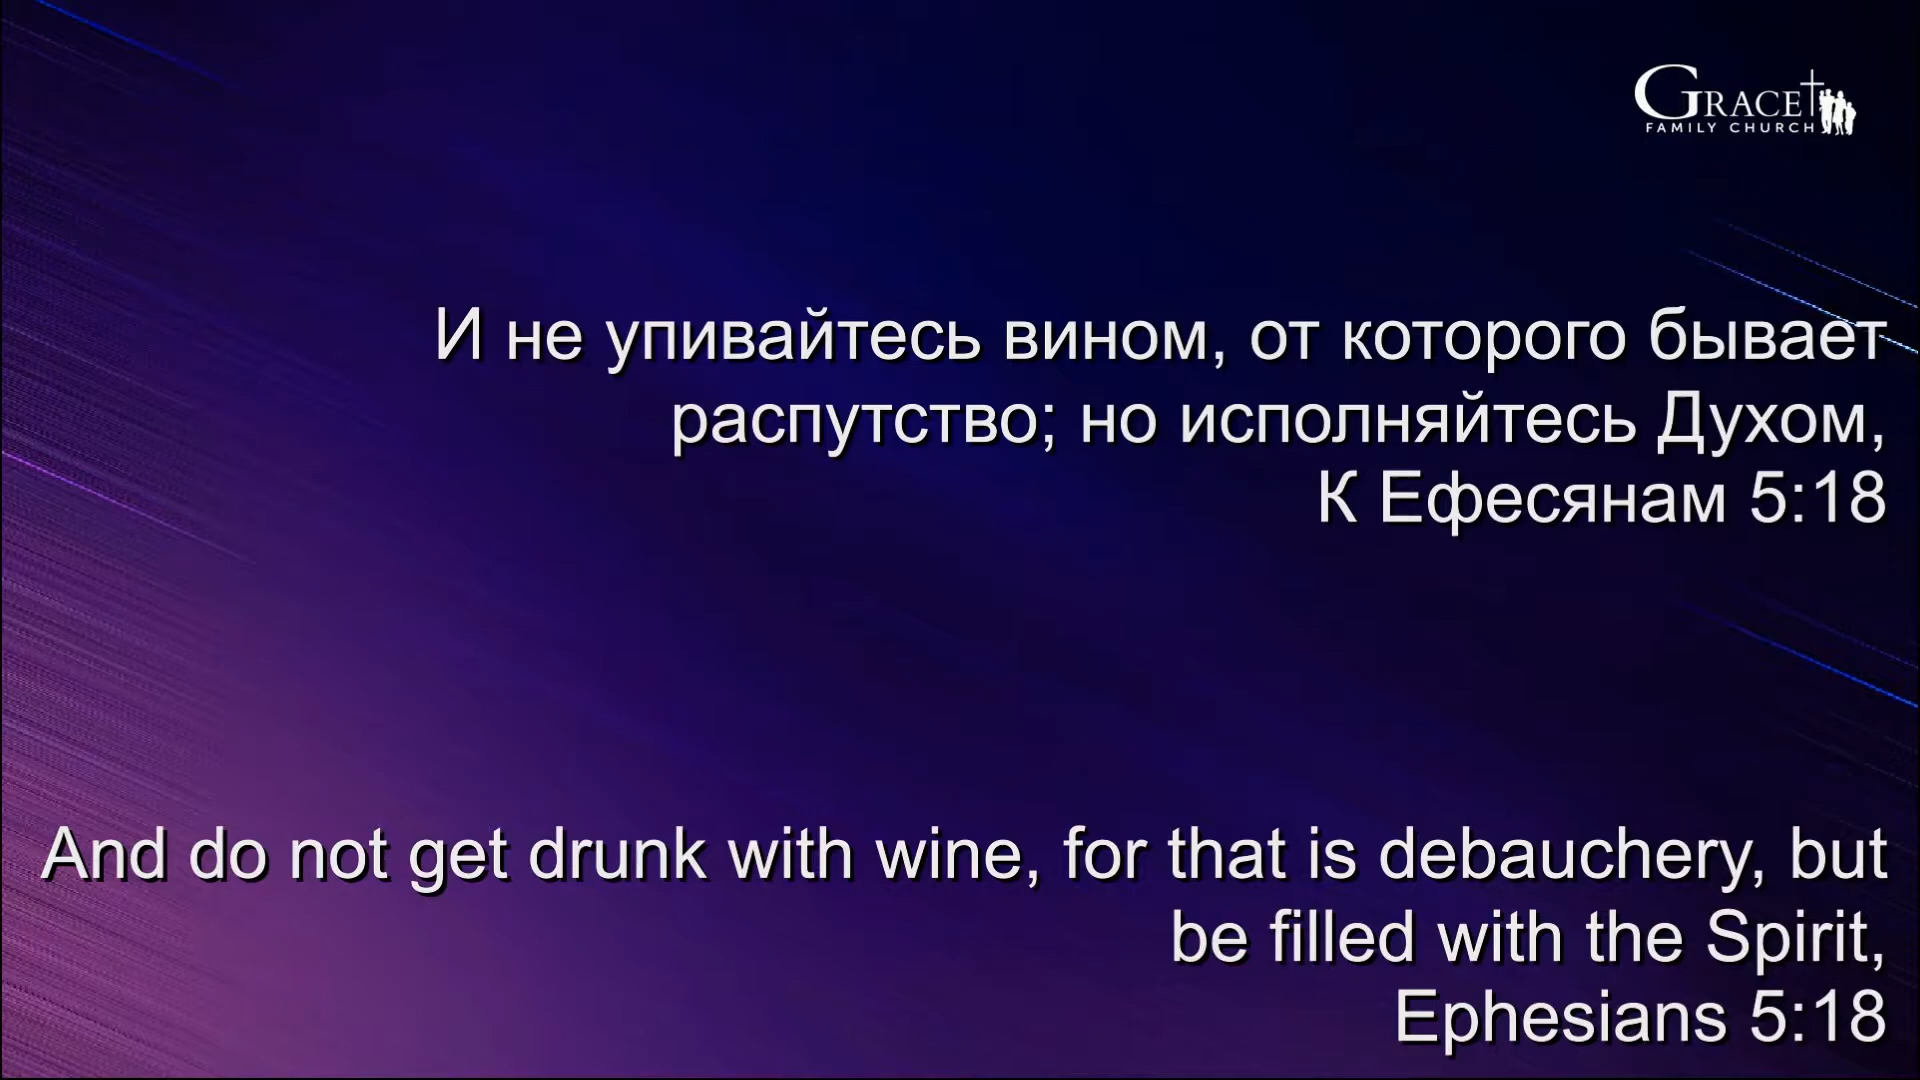 GRACE
FAMILY CHURCH
И не упивайтесь вином, от которого бывает
распутство; но исполняйтесь Духом,
К Ефесянам 5:18
And do not get drunk with wine, for that is debauchery, but
be filled with the Spirit,
Ephesians 5:18